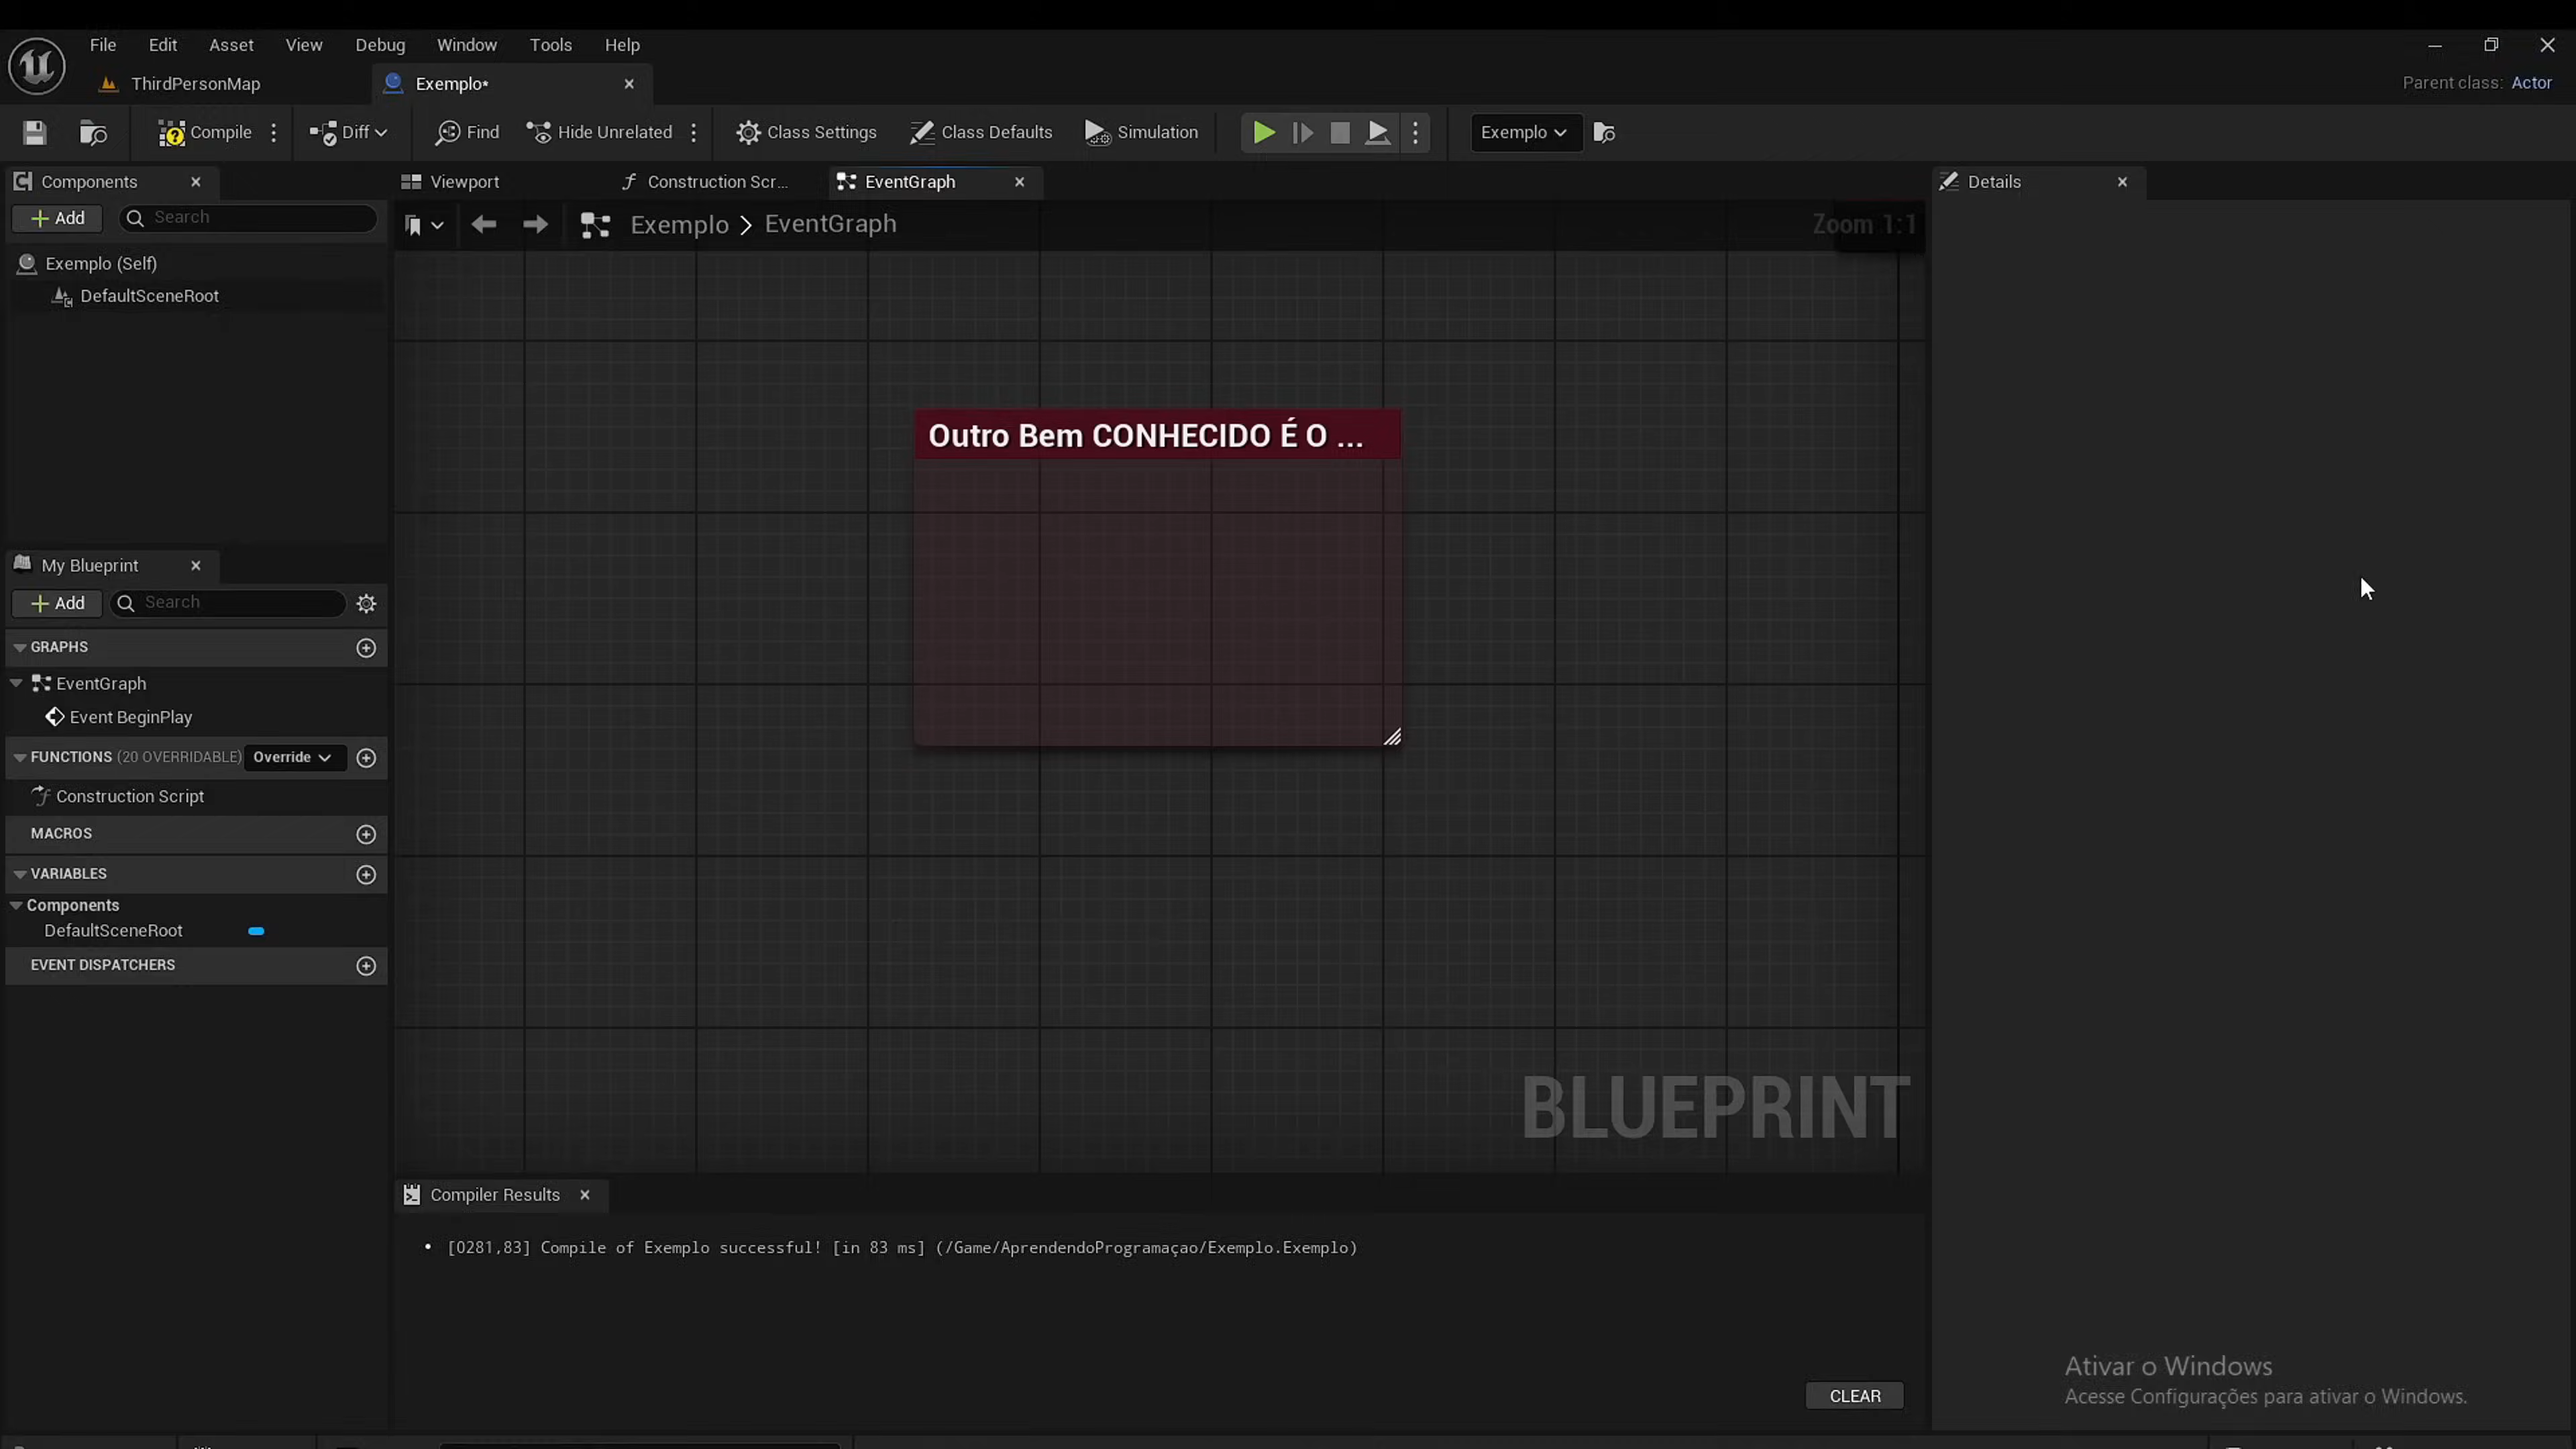 File Edit Asset View Debug Window Tools Help
ThirdPersonMap
Exemplo*
Parent class: Actor
Compile
Diff
Find
Hide Unrelated
Class Settings
Class Defaults
Simulation
Exemplo
Components
Add
Search
Exemplo (Self)
DefaultSceneRoot
My Blueprint
Add
Search
GRAPHS
EventGraph
Event BeginPlay
FUNCTIONS (20 OVERRIDABLE) Override
Construction Script
MACROS
VARIABLES
Components
DefaultSceneRoot
EVENT DISPATCHERS
Viewport
Construction Scr...
EventGraph
Exemplo > EventGraph
Zoom 1:1
Outro Bem CONHECIDO É O ...
BLUEPRINT
Compiler Results
[0281,83] Compile of Exemplo successful! [in 83 ms] (/Game/AprendendoProgramaçao/Exemplo.Exemplo)
CLEAR
Details
Ativar o Windows
Acesse Configurações para ativar o Windows.